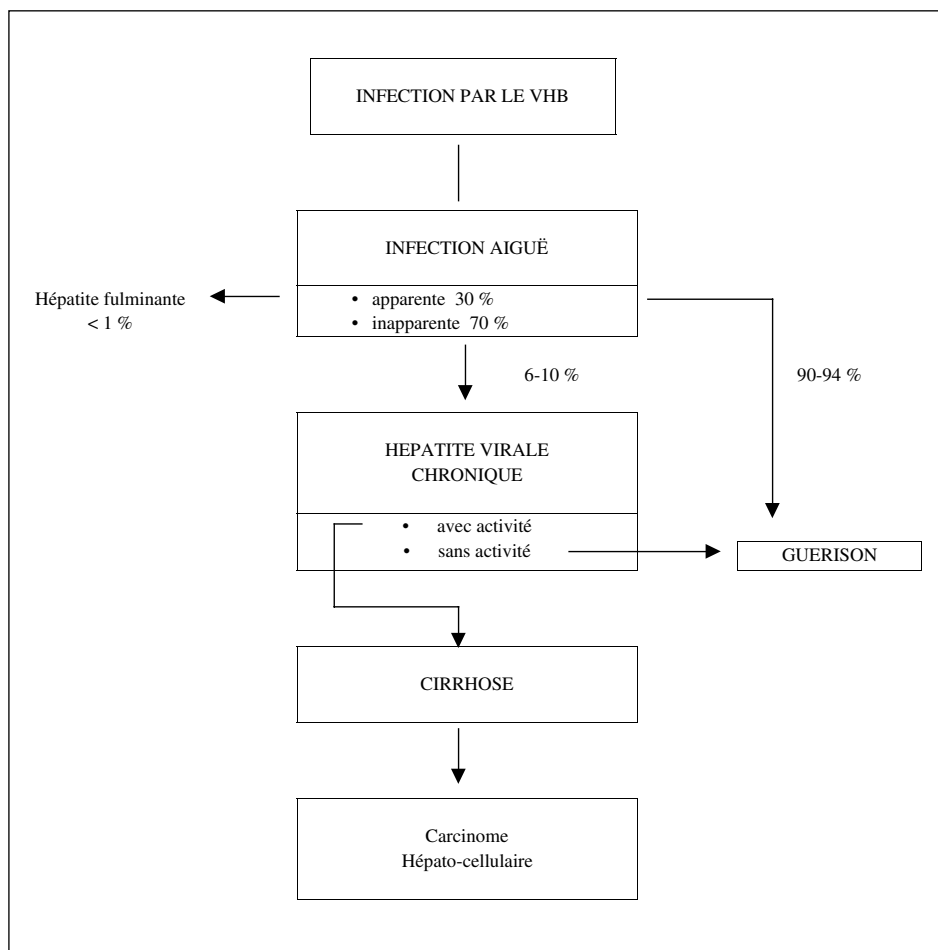 INFECTION PAR LE VHB
INFECTION AIGUË
• apparente 30 %
• inapparente 70 %
Hépatite fulminante
< 1 %
6-10 %
90-94 %
HEPATITE VIRALE
CHRONIQUE
• avec activité
• sans activité
GUERISON
CIRRHOSE
Carcinome
Hépato-cellulaire